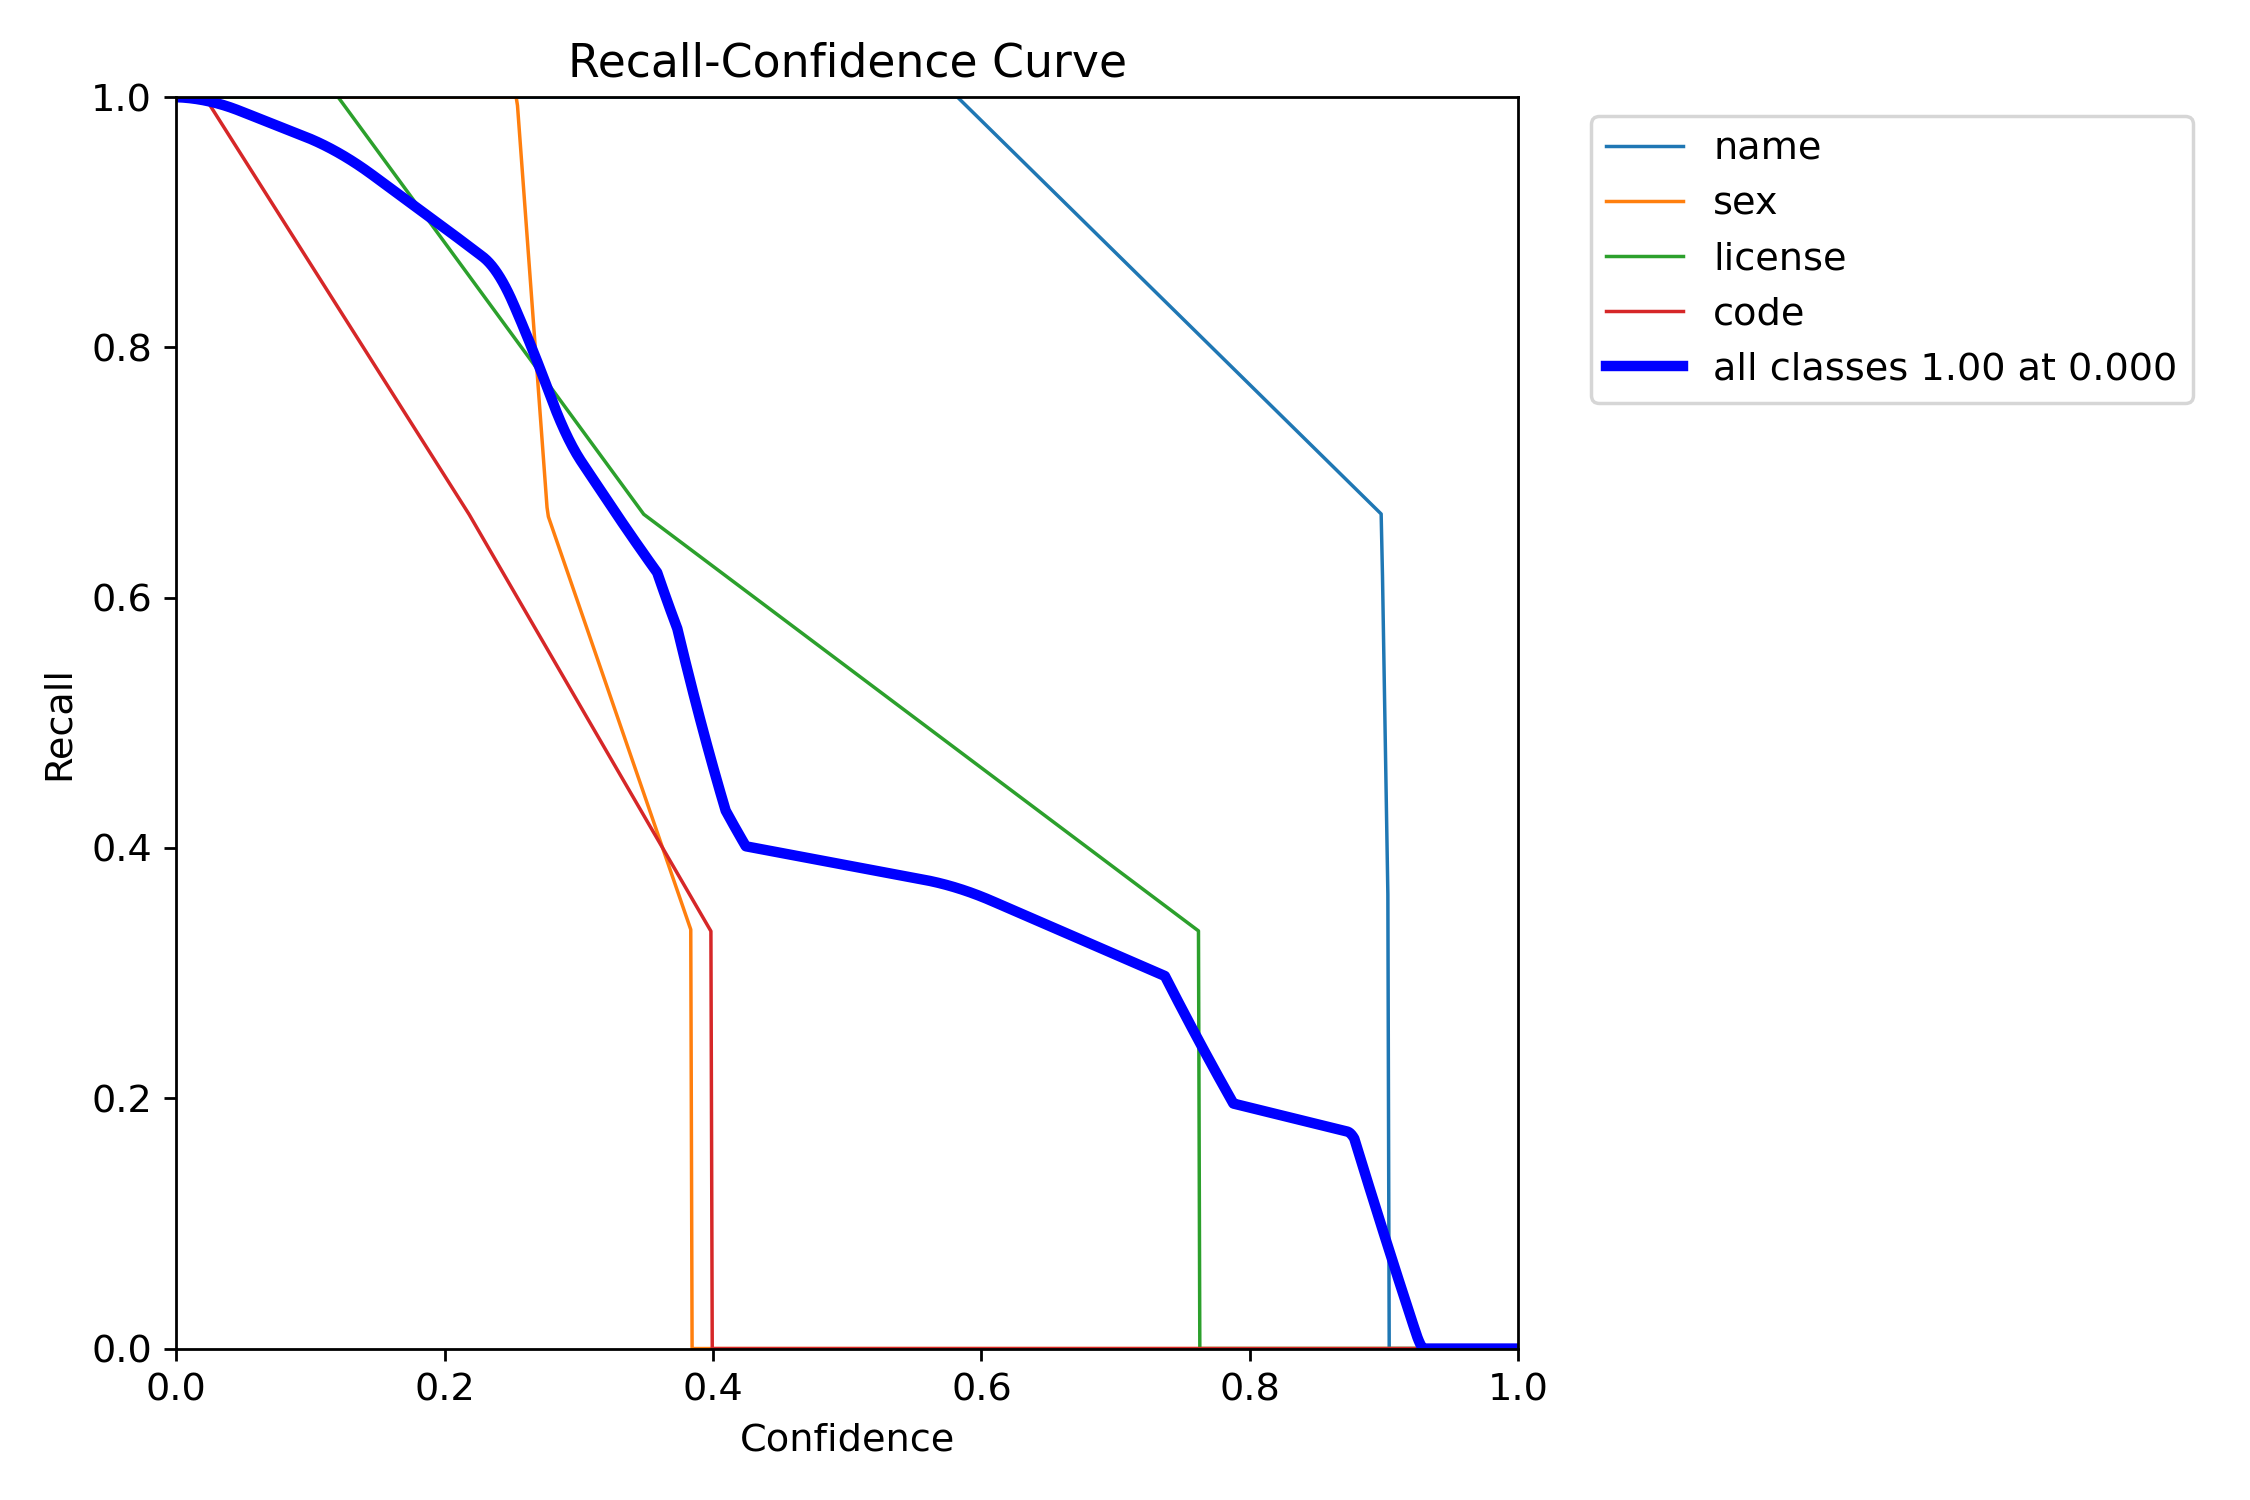 Recall-Confidence Curve
1.0
0.8
0.6
0.4
0.2
0.0
Recall
0.0 0.2 0.4 0.6 0.8 1.0
Confidence
name
sex
license
code
all classes 1.00 at 0.000